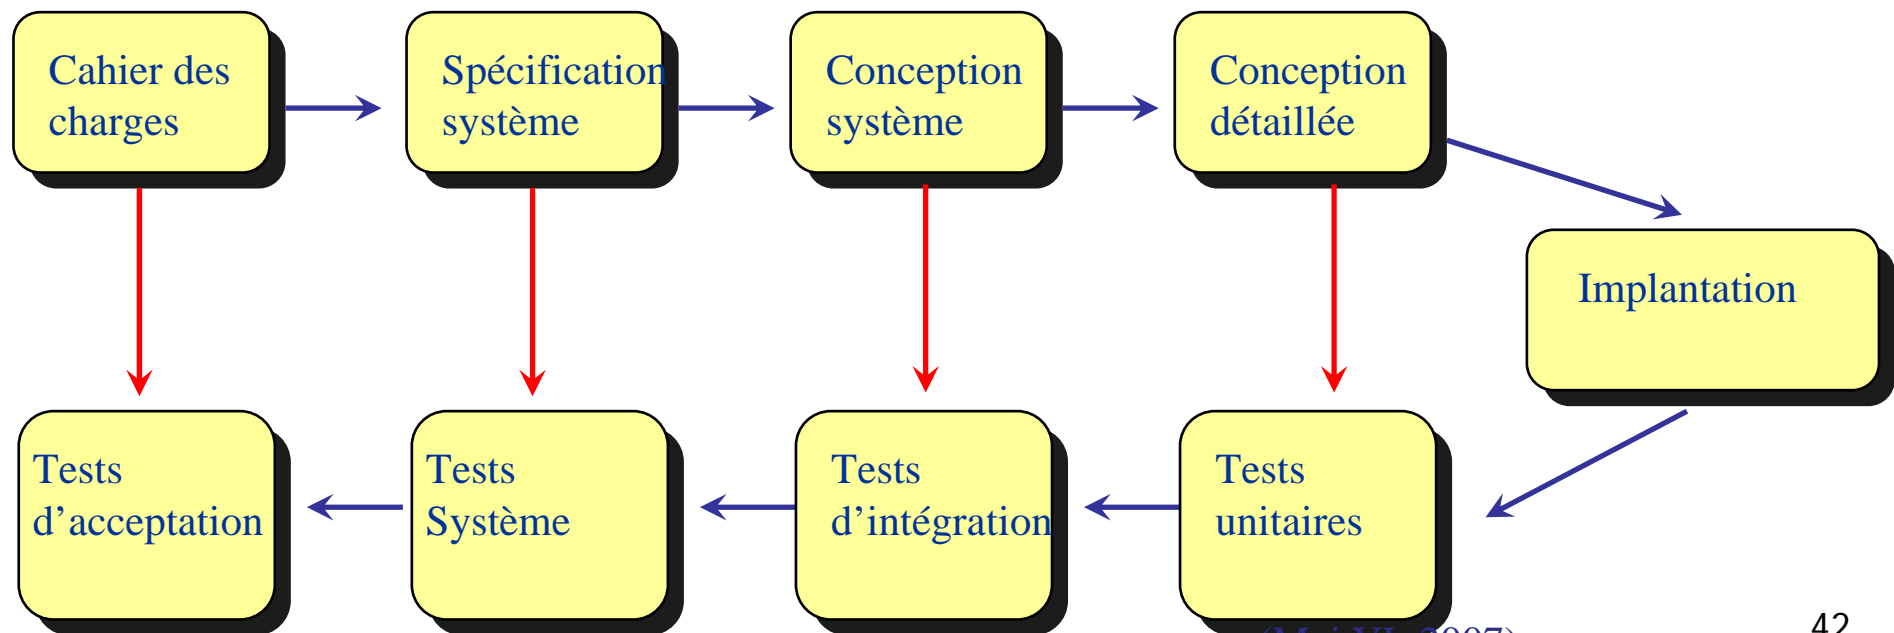 Cahier des
charges
Spécification
système
Conception
système
Conception
détaillée
Implantation
Tests
d’acceptation
Tests
Système
Tests
d’intégration
Tests
unitaires
42